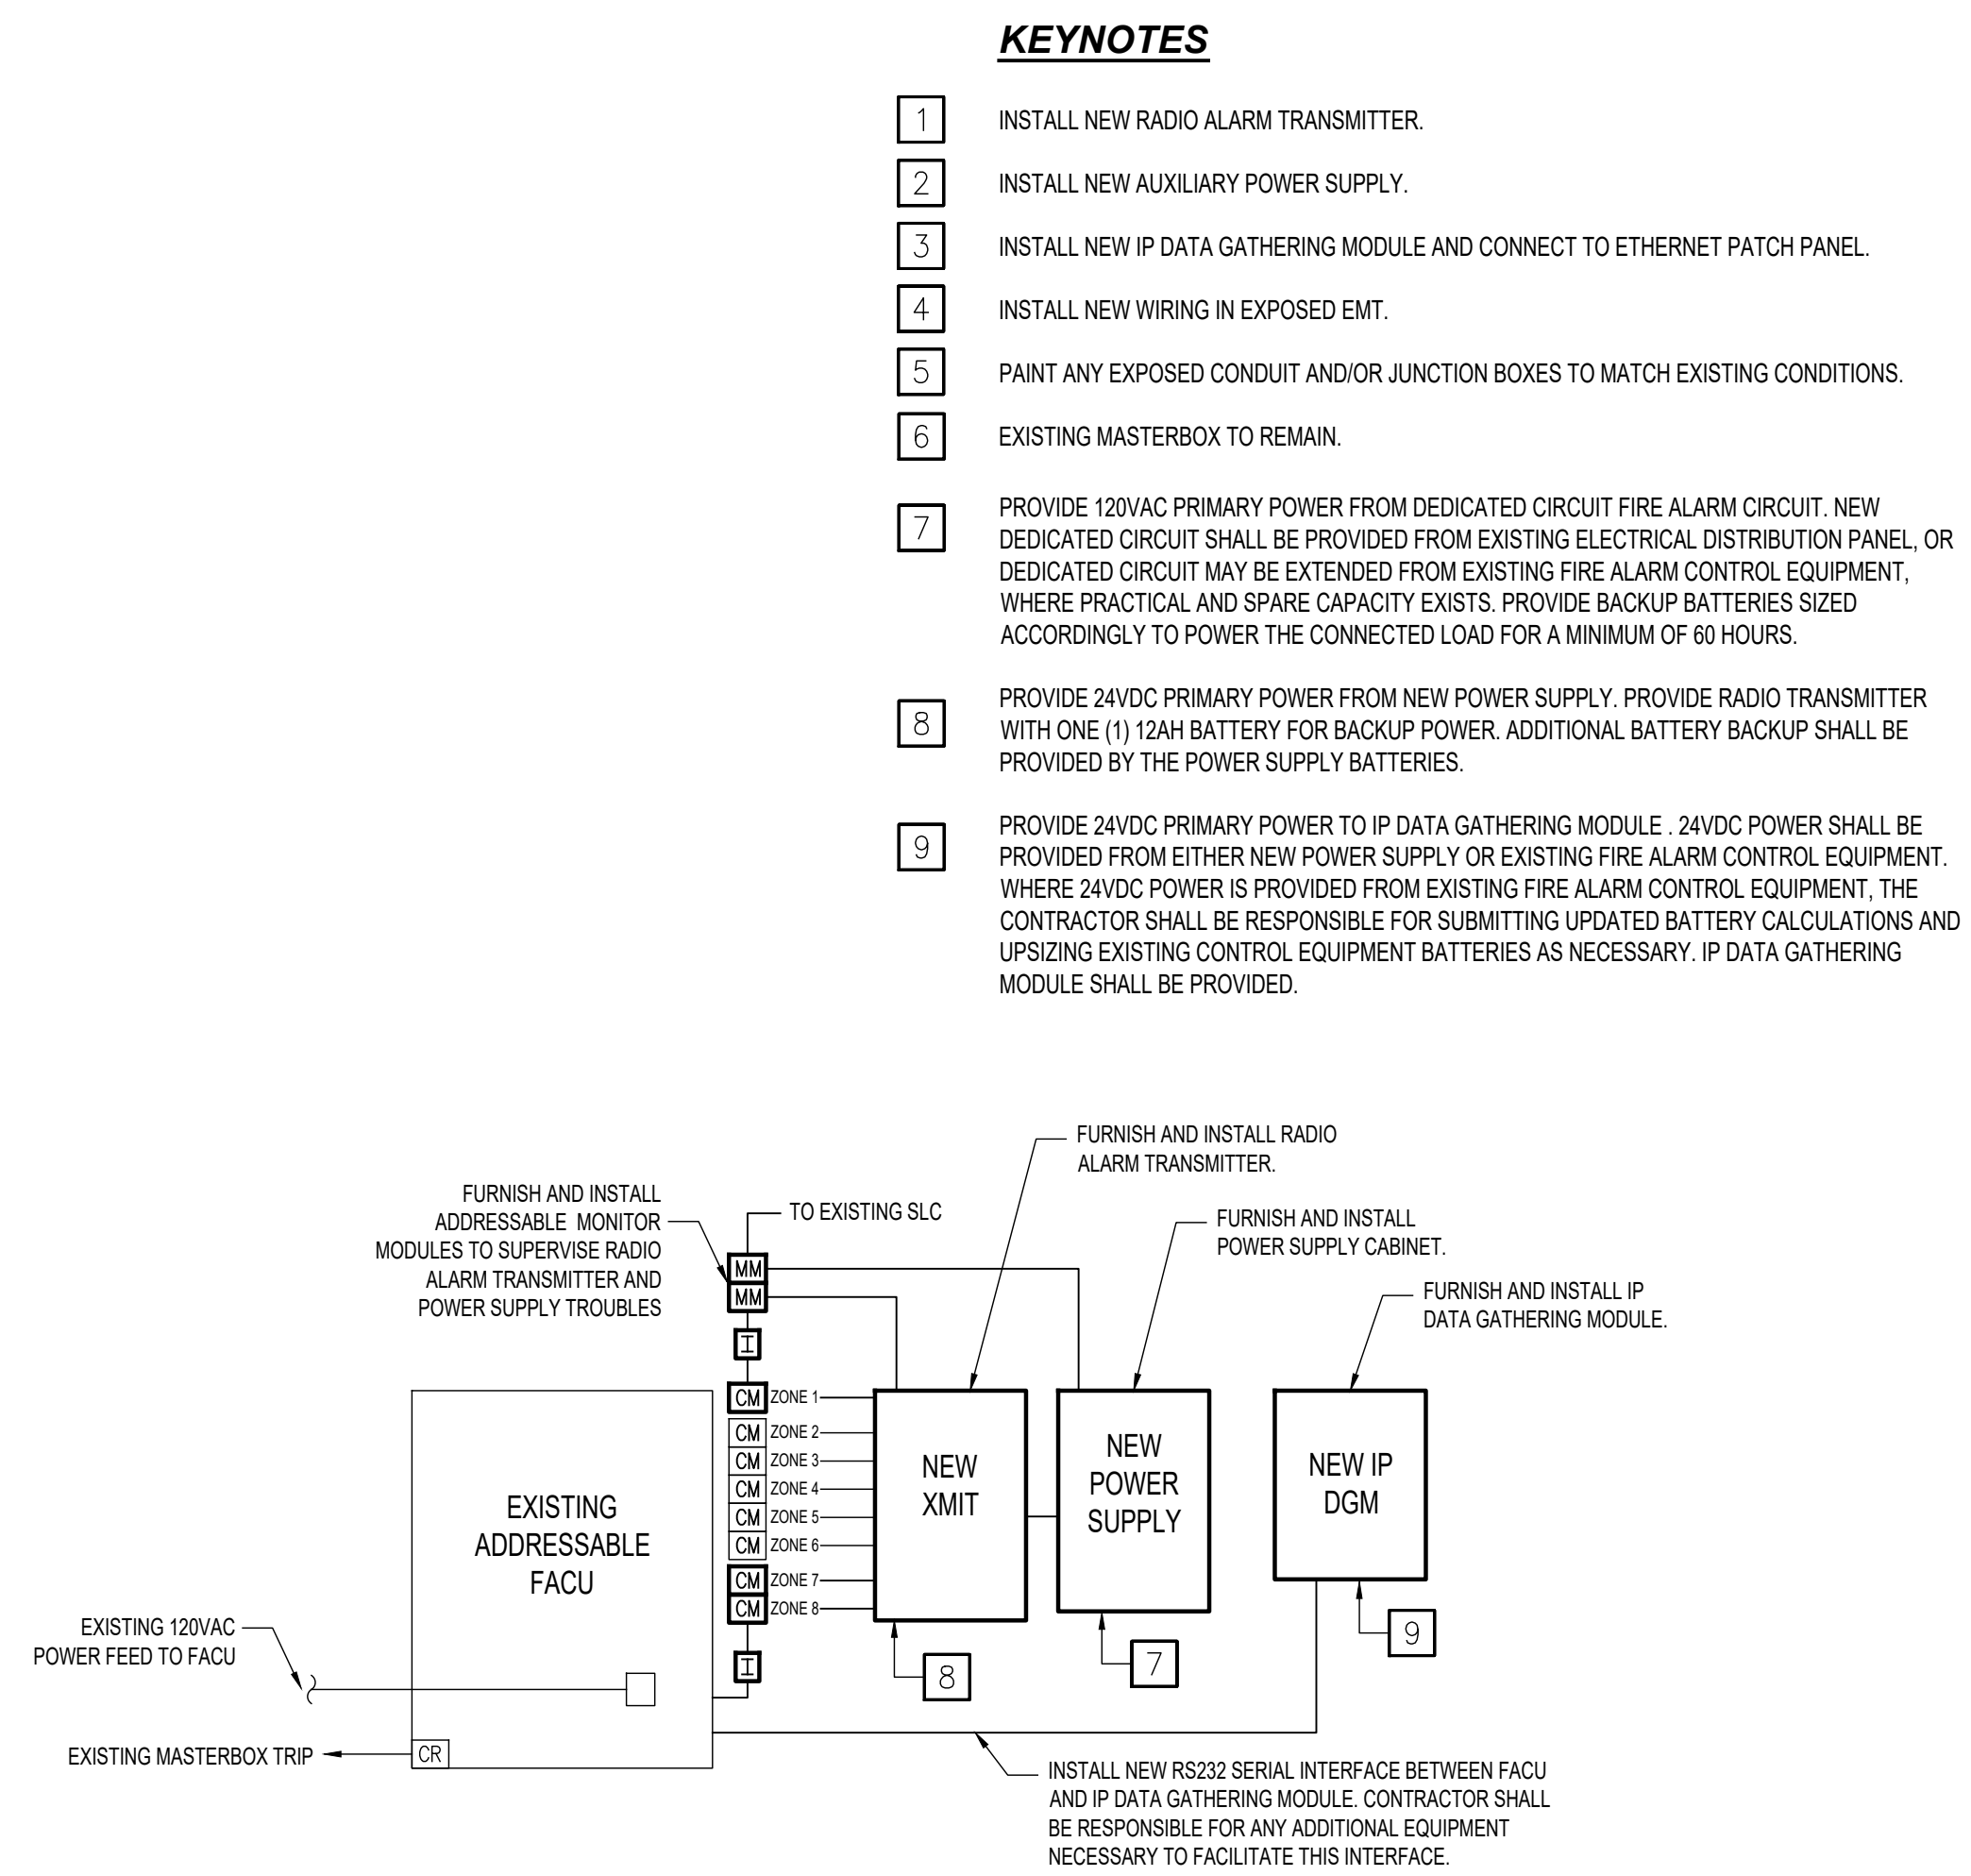 KEYNOTES
1
INSTALL NEW RADIO ALARM TRANSMITTER.
2
INSTALL NEW AUXILIARY POWER SUPPLY.
3
INSTALL NEW IP DATA GATHERING MODULE AND CONNECT TO ETHERNET PATCH PANEL.
4
INSTALL NEW WIRING IN EXPOSED EMT.
5
PAINT ANY EXPOSED CONDUIT AND/OR JUNCTION BOXES TO MATCH EXISTING CONDITIONS.
6
EXISTING MASTERBOX TO REMAIN.
7
PROVIDE 120VAC PRIMARY POWER FROM DEDICATED CIRCUIT FIRE ALARM CIRCUIT. NEW
DEDICATED CIRCUIT SHALL BE PROVIDED FROM EXISTING ELECTRICAL DISTRIBUTION PANEL, OR
DEDICATED CIRCUIT MAY BE EXTENDED FROM EXISTING FIRE ALARM CONTROL EQUIPMENT,
WHERE PRACTICAL AND SPARE CAPACITY EXISTS. PROVIDE BACKUP BATTERIES SIZED
ACCORDINGLY TO POWER THE CONNECTED LOAD FOR A MINIMUM OF 60 HOURS.
8
PROVIDE 24VDC PRIMARY POWER FROM NEW POWER SUPPLY. PROVIDE RADIO TRANSMITTER
WITH ONE (1) 12AH BATTERY FOR BACKUP POWER. ADDITIONAL BATTERY BACKUP SHALL BE
PROVIDED BY THE POWER SUPPLY BATTERIES.
9
PROVIDE 24VDC PRIMARY POWER TO IP DATA GATHERING MODULE . 24VDC POWER SHALL BE
PROVIDED FROM EITHER NEW POWER SUPPLY OR EXISTING FIRE ALARM CONTROL EQUIPMENT.
WHERE 24VDC POWER IS PROVIDED FROM EXISTING FIRE ALARM CONTROL EQUIPMENT, THE
CONTRACTOR SHALL BE RESPONSIBLE FOR SUBMITTING UPDATED BATTERY CALCULATIONS AND
UPSIZING EXISTING CONTROL EQUIPMENT BATTERIES AS NECESSARY. IP DATA GATHERING
MODULE SHALL BE PROVIDED.
FURNISH AND INSTALL RADIO
ALARM TRANSMITTER.
FURNISH AND INSTALL
ADDRESSABLE MONITOR
MODULES TO SUPERVISE RADIO
ALARM TRANSMITTER AND
POWER SUPPLY TROUBLES
TO EXISTING SLC
FURNISH AND INSTALL
POWER SUPPLY CABINET.
FURNISH AND INSTALL IP
DATA GATHERING MODULE.
MM
MM
I
CM ZONE 1
CM ZONE 2
CM ZONE 3
CM ZONE 4
CM ZONE 5
CM ZONE 6
CM ZONE 7
CM ZONE 8
I
EXISTING
ADDRESSABLE
FACU
NEW
XMIT
NEW
POWER
SUPPLY
NEW IP
DGM
8
7
9
EXISTING 120VAC
POWER FEED TO FACU
EXISTING MASTERBOX TRIP
CR
INSTALL NEW RS232 SERIAL INTERFACE BETWEEN FACU
AND IP DATA GATHERING MODULE. CONTRACTOR SHALL
BE RESPONSIBLE FOR ANY ADDITIONAL EQUIPMENT
NECESSARY TO FACILITATE THIS INTERFACE.